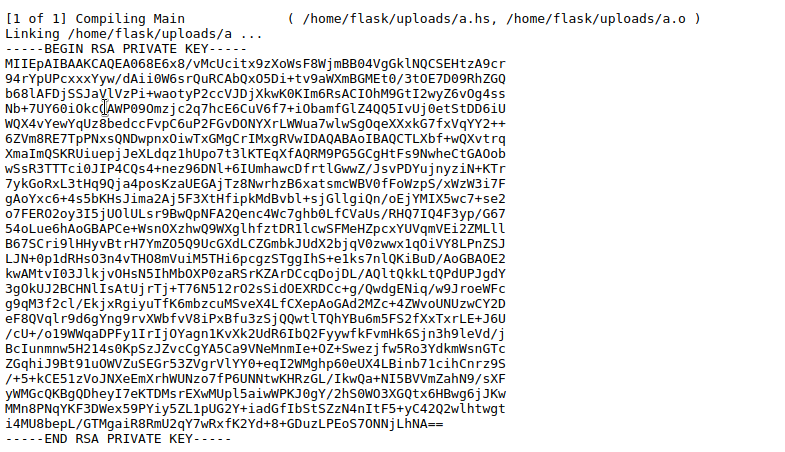 [1 of 1] Compiling Main             ( /home/flask/uploads/a.hs, /home/flask/uploads/a.o )
Linking /home/flask/uploads/a ...
-----BEGIN RSA PRIVATE KEY-----
MIIEpAIBAAKCAQEA068E6x8/vMcUcitx9zXoWsF8WjmBB04VgGklNQCSEHtzA9cr
94rYpUPcxxxYyw/dAii0W6srQuRCAbQxO5Di+tv9aWXmBGMEt0/3tOE7D09RhZGQ
b68lAFDjSSJaVlVzPi+waotyP2ccVJDjXkwK0KIm6RsACIOhM9GtI2wyZ6vOg4ss
Nb+7UY60iOkcGAWP09Omzjc2q7hcE6CuV6f7+iObamfGlZ4QQ5IvUj0etStDD6iU
WQX4vYewYqUz8bedccFvpC6uP2FGvDONYXrLWWua7wlwSgOqeXXxkG7fxVqYY2++
6ZVm8RE7TpPNxsQNDwpnxOiwTxGMgCrIMxgRVwIDAQABAoIBAQCTLXbf+wQXvtrq
XmaImQSKRUiuepjJeXLdqz1hUpo7t3lKTEqXfAQRM9PG5GCgHtFs9NwheCtGAOob
wSsR3TTTci0JIP4CQs4+nez96DNl+6IUmhawcDfrtlGwwZ/JsvPDYujnyziN+KTr
7ykGoRxL3tHq9Qja4posKzaUEGAjTz8NwrhzB6xatsmcWBV0fFoWzpS/xWzW3i7F
gAoYxc6+4s5bKHsJima2Aj5F3XtHfipkMdBvbl+sjGllgiQn/oEjYMIX5wc7+se2
o7FERO2oy3I5jUOlULsr9BwQpNFA2Qenc4Wc7ghb0LfCVaUs/RHQ7IQ4F3yp/G67
54oLue6hAoGBAPCe+WsnOXzhwQ9WXglhfztDR1lcwSFMeHZpcxYUVqmVEi2ZMLll
B67SCri9lHHyvBtrH7YmZO5Q9UcGXdLCZGmbkJUdX2bjqV0zwwx1qOiVY8LPnZSJ
LJN+0p1dRHsO3n4vTHO8mVuiM5THi6pcgzSTggIhS+e1ks7nlQKiBuD/AoGBAOE2
kwAMtvI03JlkjvOHsN5IhMbOXP0zaRSrKZArDCcqDojDL/AQltQkkLtQPdUPJgdY
3gOkUJ2BCHNlIsAtUjrTj+T76N512rO2sSidOEXRDCc+g/QwdgENiq/w9JroeWFc
g9qM3f2cl/EkjxRgiyuTfK6mbzcuMSveX4LfCXepAoGAd2MZc+4ZWvoUNUzwCY2D
eF8QVqlr9d6gYng9rvXWbfvV8iPxBfu3zSjQQwtlTQhYBu6m5FS2fXxTxrLE+J6U
/cU+/o19WWqaDPFy1IrIjOYagn1KvXk2UdR6IbQ2FyywfkFvmHk6Sjn3h9leVd/j
BcIunmnw5H214s0KpSzJZvcCgYA5Ca9VNeMnmIe+OZ+Swezjfw5Ro3YdkmWsnGTc
ZGqhiJ9Bt91uOWVZuSEGr53ZVgrVlYY0+eqI2WMghp60eUX4LBinb71cihCnrz9S
/+5+kCE51zVoJNXeEmXrhWUNzo7fP6UNNtwKHRzGL/IkwQa+NI5BVVmZahN9/sXF
yWMGcQKBgQDheyI7eKTDMsrEXwMUpl5aiwWPKJ0gY/2hS0WO3XGQtx6HBwg6jJKw
MMn8PNqYKF3DWex59PYiy5ZL1pUG2Y+iadGfIbStSZzN4nItF5+yC42Q2wlhtwgt
i4MU8bepL/GTMgaiR8RmU2qY7wRxfK2Yd+8+GDuzLPEoS7ONNjLhNA==
-----END RSA PRIVATE KEY-----